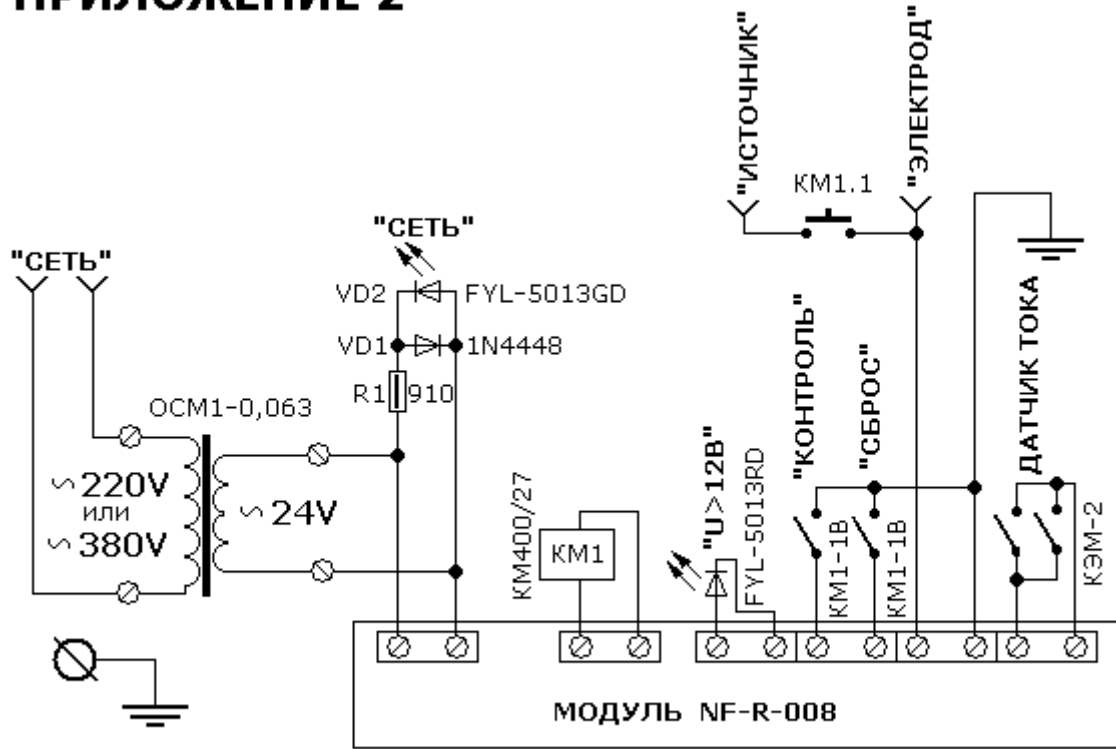 ПРИЛОЖЕНИЕ 2
"ИСТОЧНИК"
"ЭЛЕКТРОД"
КМ1.1
"СЕТЬ"
"СЕТЬ"
VD2
FYL-5013GD
VD1
1N4448
R1
910
ОСМ1-0,063
~220V
или
~380V
~24V
КМ400/27
КМ1
"U>12В"
FYL-5013RD
"КОНТРОЛЬ"
КМ1-1В
"СБРОС"
КМ1-1В
ДАТЧИК ТОКА
КЭМ-2
МОДУЛЬ NF-R-008